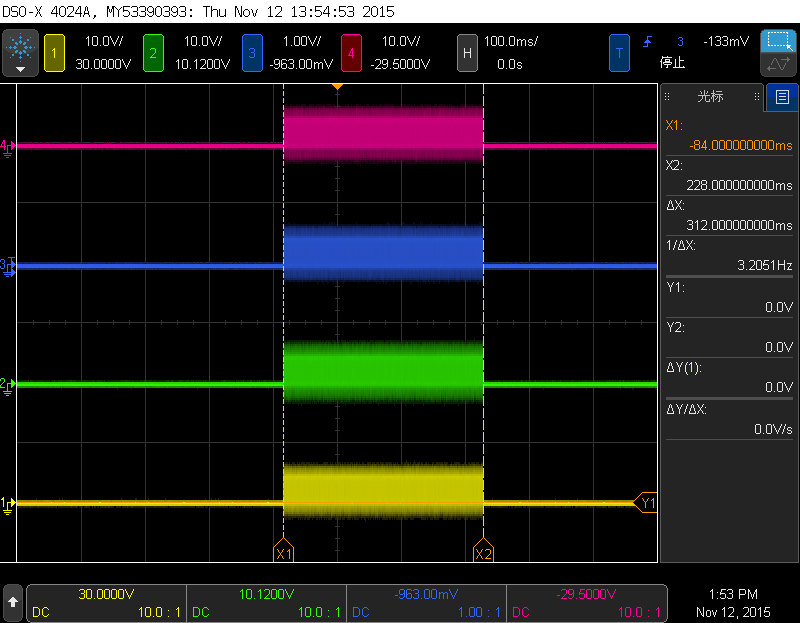 DSO-X 4024A, MY53390393: Thu Nov 12 13:54:53 2015
1 10.0V/ 30.0000V
2 10.0V/ 10.1200V
3 1.00V/ -963.00mV
4 10.0V/ -29.5000V
H 100.0ms/ 0.0s
T 3 -133mV 停止
光标
X1:
-84.000000000ms
X2:
228.000000000ms
ΔX:
312.000000000ms
1/ΔX:
3.2051Hz
Y1:
0.0V
Y2:
0.0V
ΔY(1):
0.0V
ΔY/ΔX:
0.0V/s
4
3
T
2
1
Y1
X1 X2
30.0000V 10.1200V -963.00mV -29.5000V
DC 10.0 : 1 DC 10.0 : 1 DC 1.00 : 1 DC 10.0 : 1
1:53 PM
Nov 12, 2015